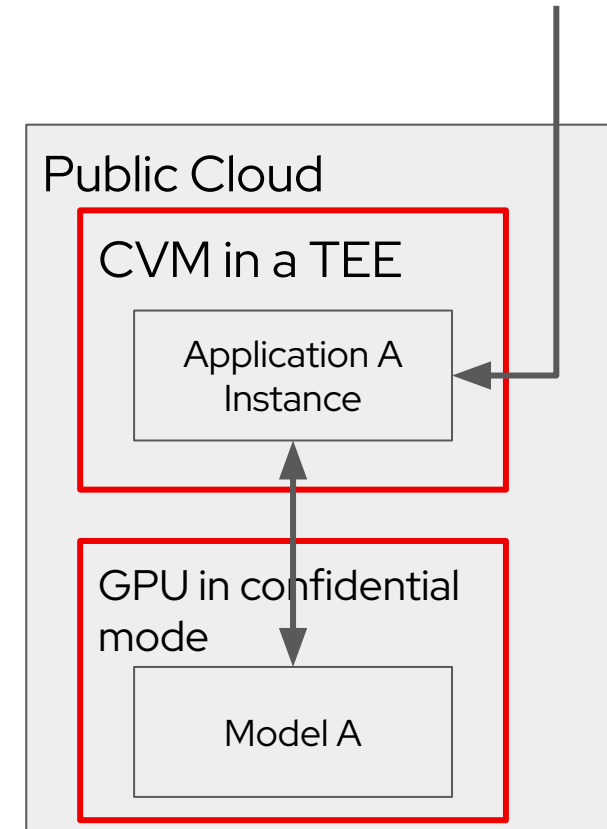 Public Cloud
CVM in a TEE
Application A
Instance
GPU in confidential
mode
Model A